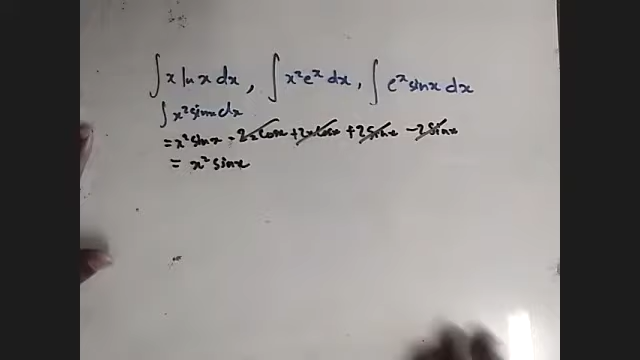 ∫ x ln x dx , ∫ x²eˣ dx , ∫ eˣ sinx dx
∫ x² sinx dx
= x² sinx - 2x cosx + 2x cosx + 2 sinx - 2 sinx
= x² sinx